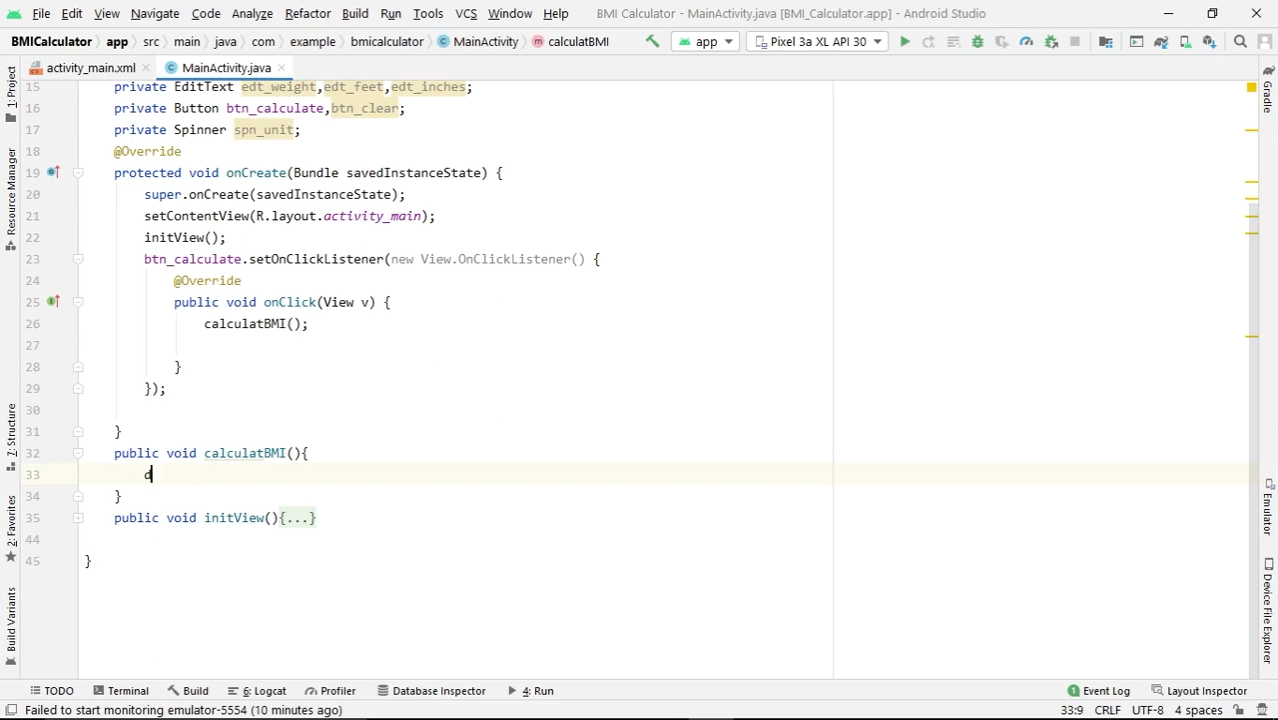 File Edit View Navigate Code Analyze Refactor Build Run Tools VCS Window Help BMI Calculator - MainActivity.java [BMI_Calculator.app] - Android Studio
BMICalculator app src main java com example bmicalculator MainActivity calculatBMI app Pixel 3a XL API 30
activity_main.xml MainActivity.java
15 private EditText edt_weight,edt_feet,edt_inches;
16 private Button btn_calculate,btn_clear;
17 private Spinner spn_unit;
18 @Override
19 protected void onCreate(Bundle savedInstanceState) {
20 super.onCreate(savedInstanceState);
21 setContentView(R.layout.activity_main);
22 initView();
23 btn_calculate.setOnClickListener(new View.OnClickListener() {
24 @Override
25 public void onClick(View v) {
26 calculatBMI();
27
28 }
29 });
30
31 }
32 public void calculatBMI(){
33 d
34 }
35 public void initView(){...}
44
45 }
1: Project
Resource Manager
Z: Structure
2: Favorites
Build Variants
Gradle
Emulator
Device File Explorer
TODO Terminal Build 6: Logcat Profiler Database Inspector 4: Run 1 Event Log Layout Inspector
Failed to start monitoring emulator-5554 (10 minutes ago) 33:9 CRLF UTF-8 4 spaces